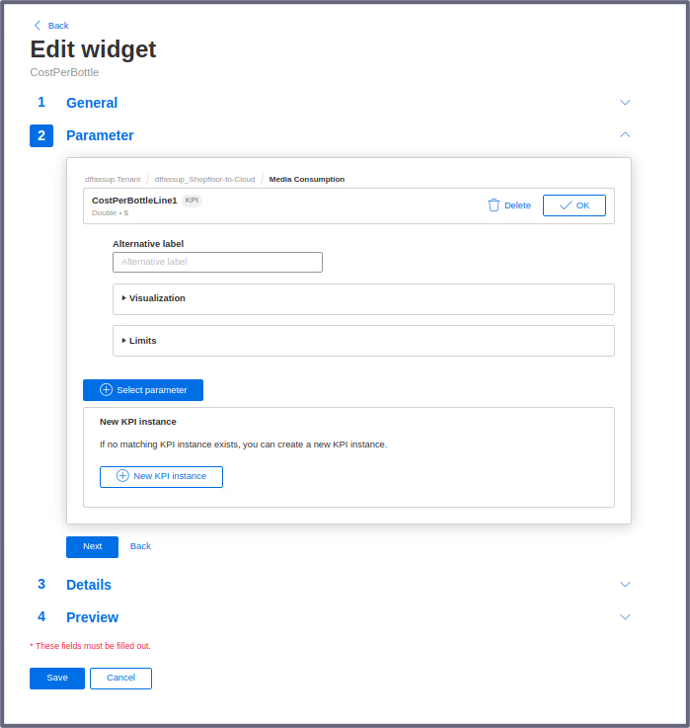 Back
Edit widget
CostPerBottle
1 General
2 Parameter
dffassup.Tenant / dffassup_Shopfloor-to-Cloud / Media Consumption
CostPerBottleLine1 KPI
Double • $
Delete
OK
Alternative label
Alternative label
Visualization
Limits
Select parameter
New KPI instance
If no matching KPI instance exists, you can create a new KPI instance.
New KPI instance
Next Back
3 Details
4 Preview
* These fields must be filled out.
Save Cancel